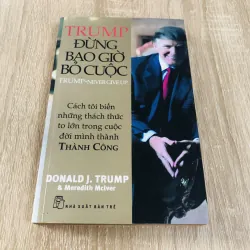 TRUMP
ĐỪNG
BAO GIỜ
BỎ CUỘC
TRUMP NEVER GIVE UP
Cách tôi biến
những thách thức
to lớn trong cuộc
đời mình thành
THÀNH CÔNG
DONALD J. TRUMP
& Meredith McIver
NHÀ XUẤT BẢN TRẺ